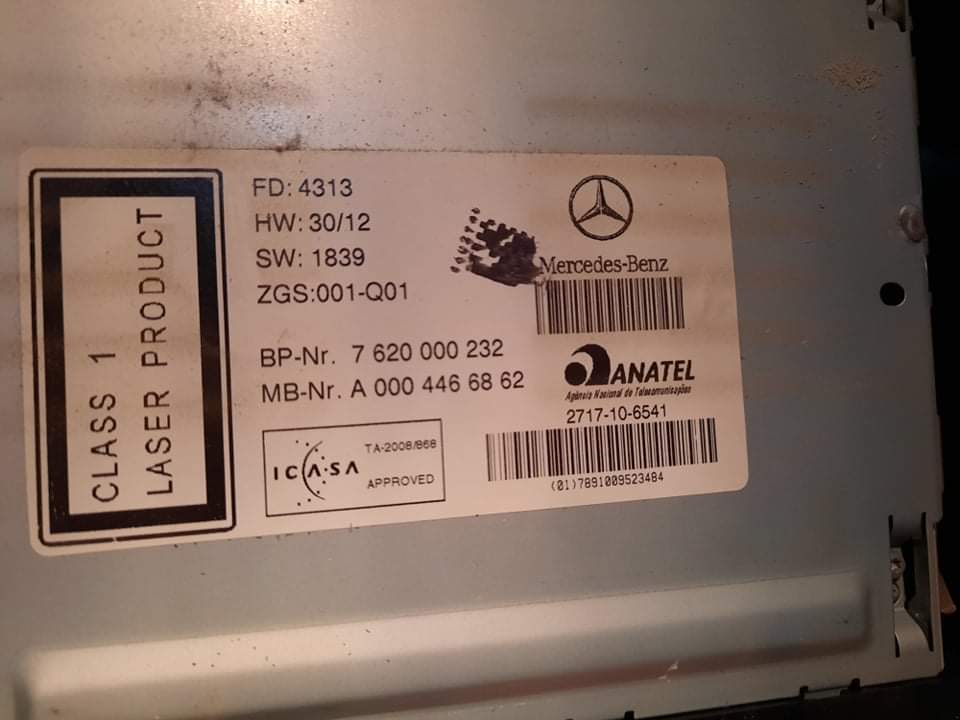 CLASS 1
LASER PRODUCT
FD: 4313
HW: 30/12
SW: 1839
ZGS:001-Q01
BP-Nr. 7 620 000 232
MB-Nr. A 000 446 68 62
ICASA
TA-2008/868
APPROVED
Mercedes-Benz
ANATEL
Agência Nacional de Telecomunicações
2717-10-6541
(01)7891009523484